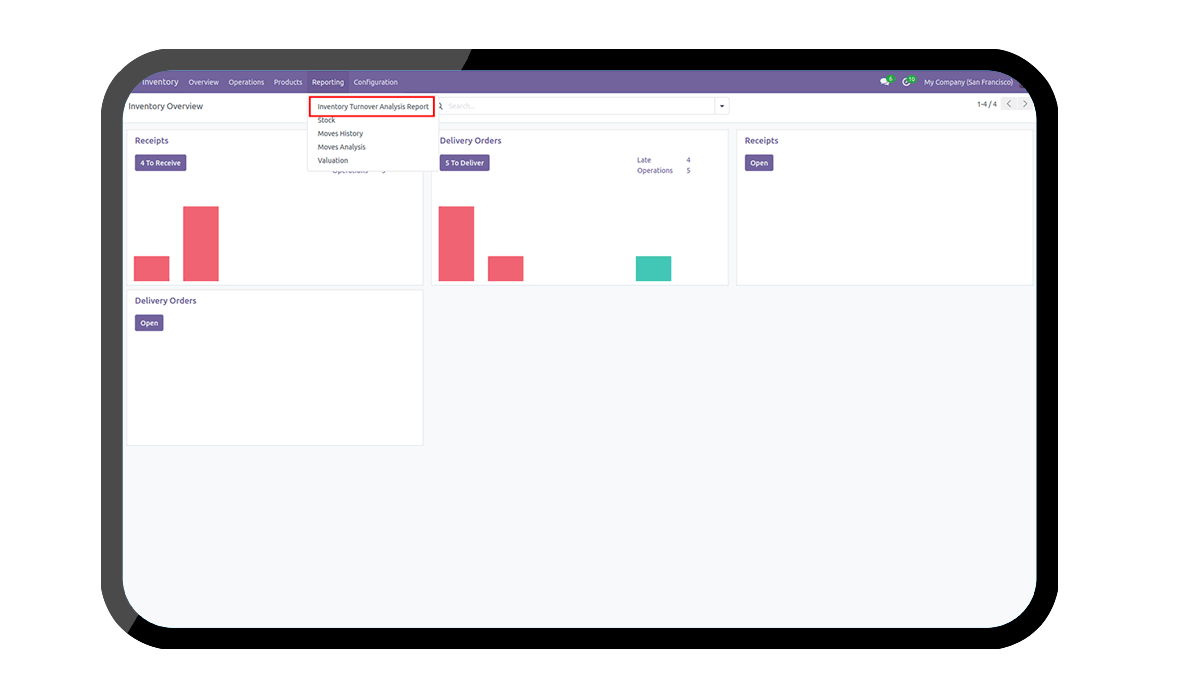 Inventory Overview Operations Products Reporting Configuration 6 10 My Company (San Francisco)
Inventory Overview
Search...
1-4 / 4
Inventory Turnover Analysis Report
Stock
Moves History
Moves Analysis
Valuation
Receipts
4 To Receive
Operations
Delivery Orders
5 To Deliver
Late 4
Operations 5
Receipts
Open
Delivery Orders
Open